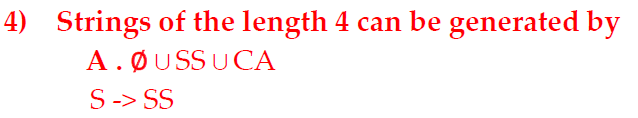 4) Strings of the length 4 can be generated by
A . Ø ∪ SS ∪ CA
S -> SS